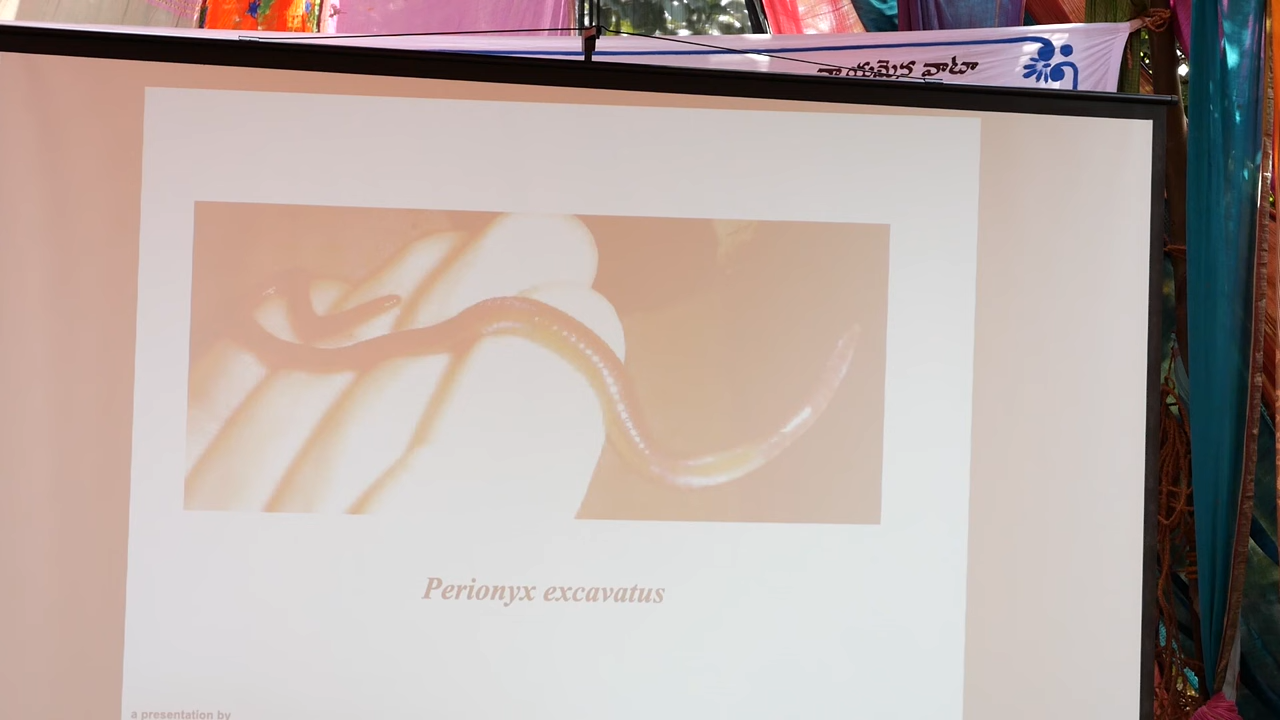 వాటా
Perionyx excavatus
a presentation by